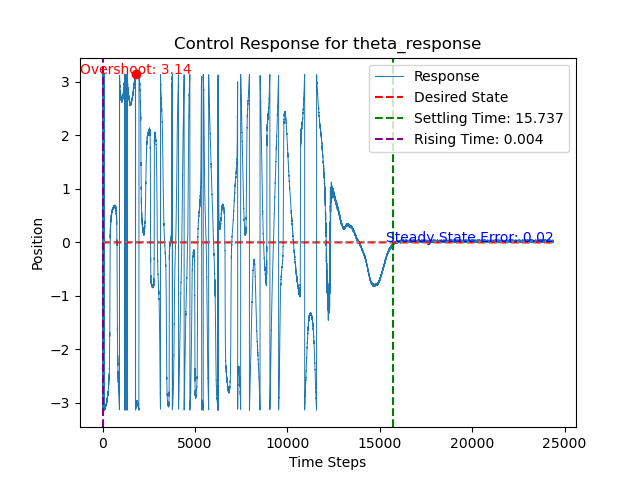 Control Response for theta_response
Overshoot: 3.14
Response
Desired State
Settling Time: 15.737
Rising Time: 0.004
Steady State Error: 0.02
Position
3
2
1
0
−1
−2
−3
0
5000
10000
15000
20000
25000
Time Steps